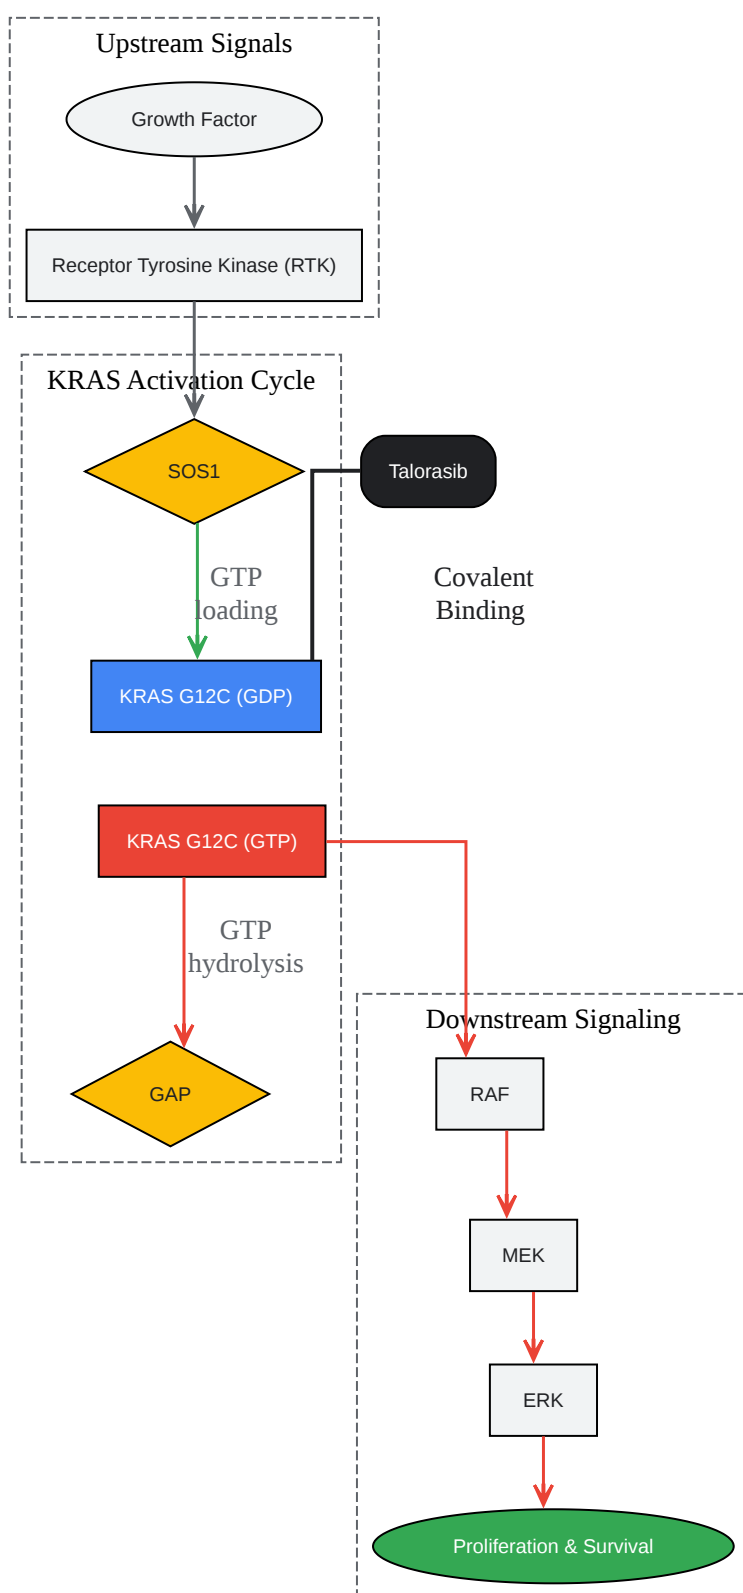 Upstream Signals
Growth Factor
Receptor Tyrosine Kinase (RTK)
KRAS Activation Cycle
SOS1
Talorasib
GTP
loading
Covalent
Binding
KRAS G12C (GDP)
KRAS G12C (GTP)
GTP
hydrolysis
Downstream Signaling
RAF
GAP
MEK
ERK
Proliferation & Survival